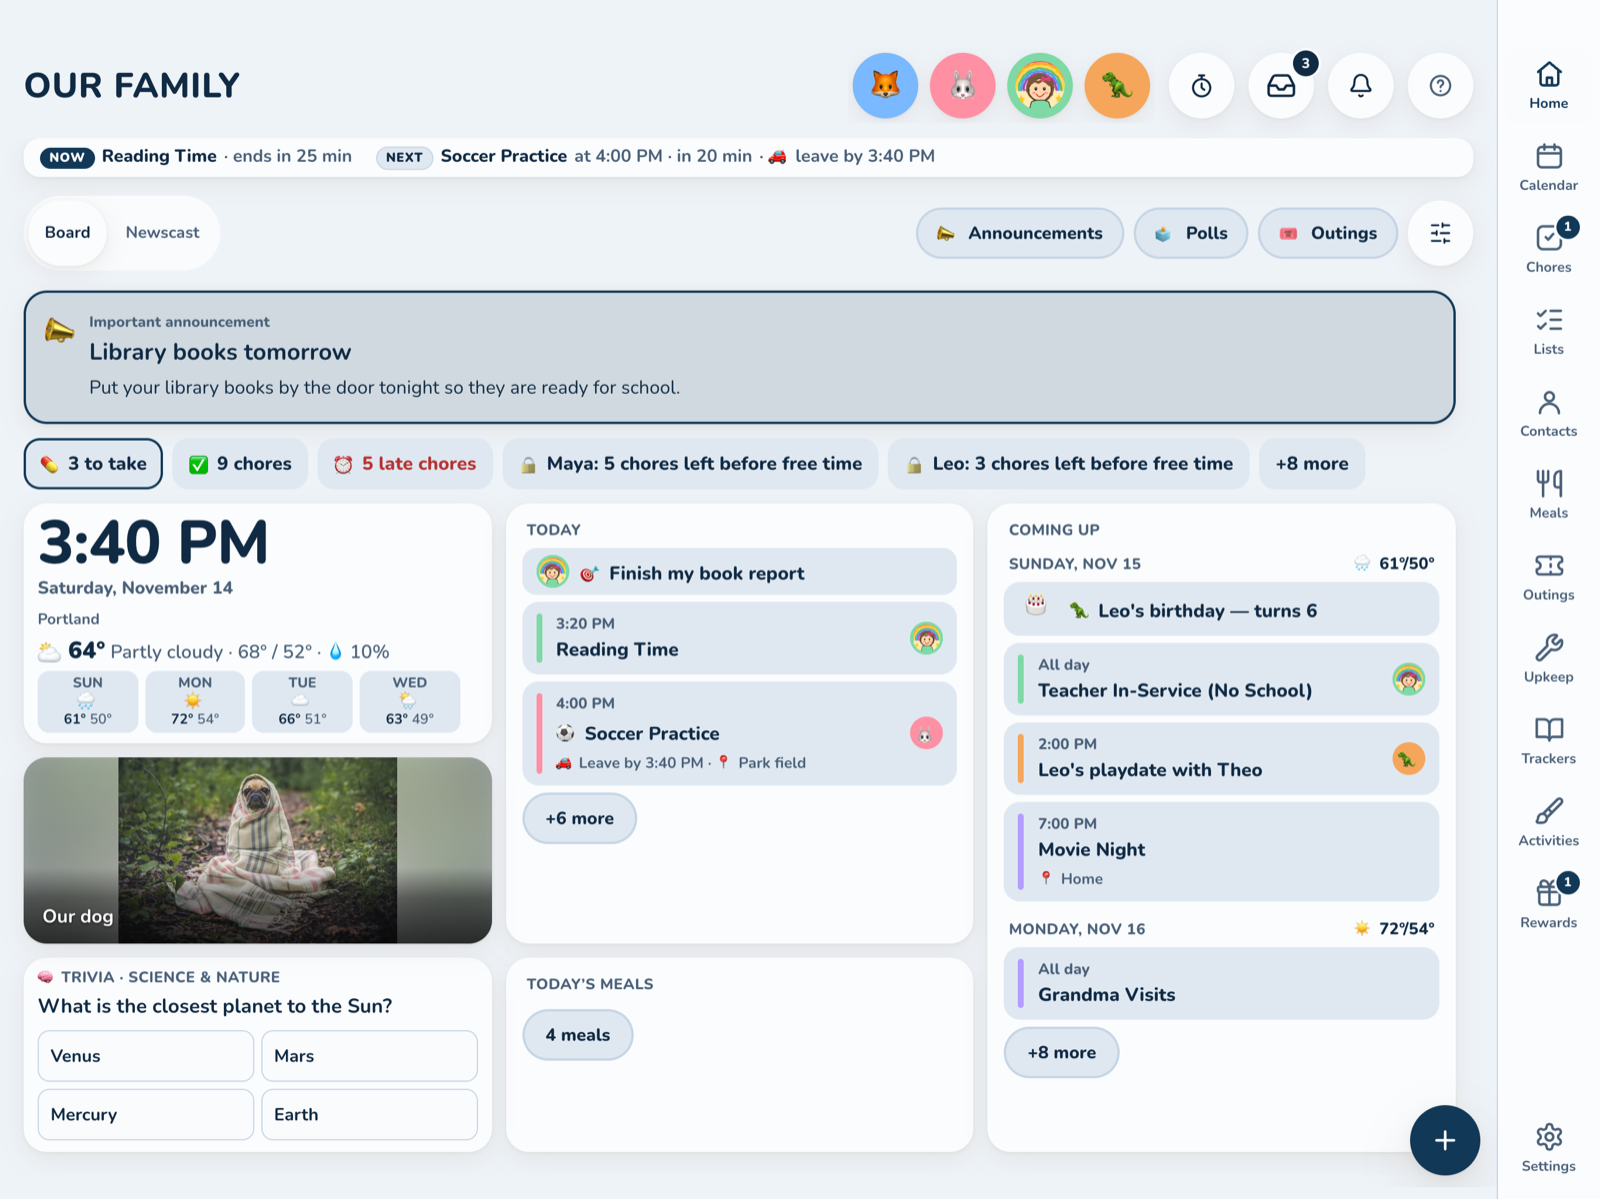 OUR FAMILY
3
NOW Reading Time · ends in 25 min NEXT Soccer Practice at 4:00 PM · in 20 min · leave by 3:40 PM
Board Newscast
Announcements Polls Outings
Important announcement
Library books tomorrow
Put your library books by the door tonight so they are ready for school.
3 to take 9 chores 5 late chores Maya: 5 chores left before free time Leo: 3 chores left before free time +8 more
3:40 PM
Saturday, November 14
Portland
64° Partly cloudy · 68° / 52° · 10%
SUN MON TUE WED
61° 50° 72° 54° 66° 51° 63° 49°
Our dog
TRIVIA · SCIENCE & NATURE
What is the closest planet to the Sun?
Venus Mars
Mercury Earth
TODAY
Finish my book report
3:20 PM
Reading Time
4:00 PM
Soccer Practice
Leave by 3:40 PM · Park field
+6 more
TODAY'S MEALS
4 meals
COMING UP
SUNDAY, NOV 15 61°/50°
Leo's birthday — turns 6
All day
Teacher In-Service (No School)
2:00 PM
Leo's playdate with Theo
7:00 PM
Movie Night
Home
MONDAY, NOV 16 72°/54°
All day
Grandma Visits
+8 more
Home
Calendar
1
Chores
Lists
Contacts
Meals
Outings
Upkeep
Trackers
Activities
1
Rewards
Settings